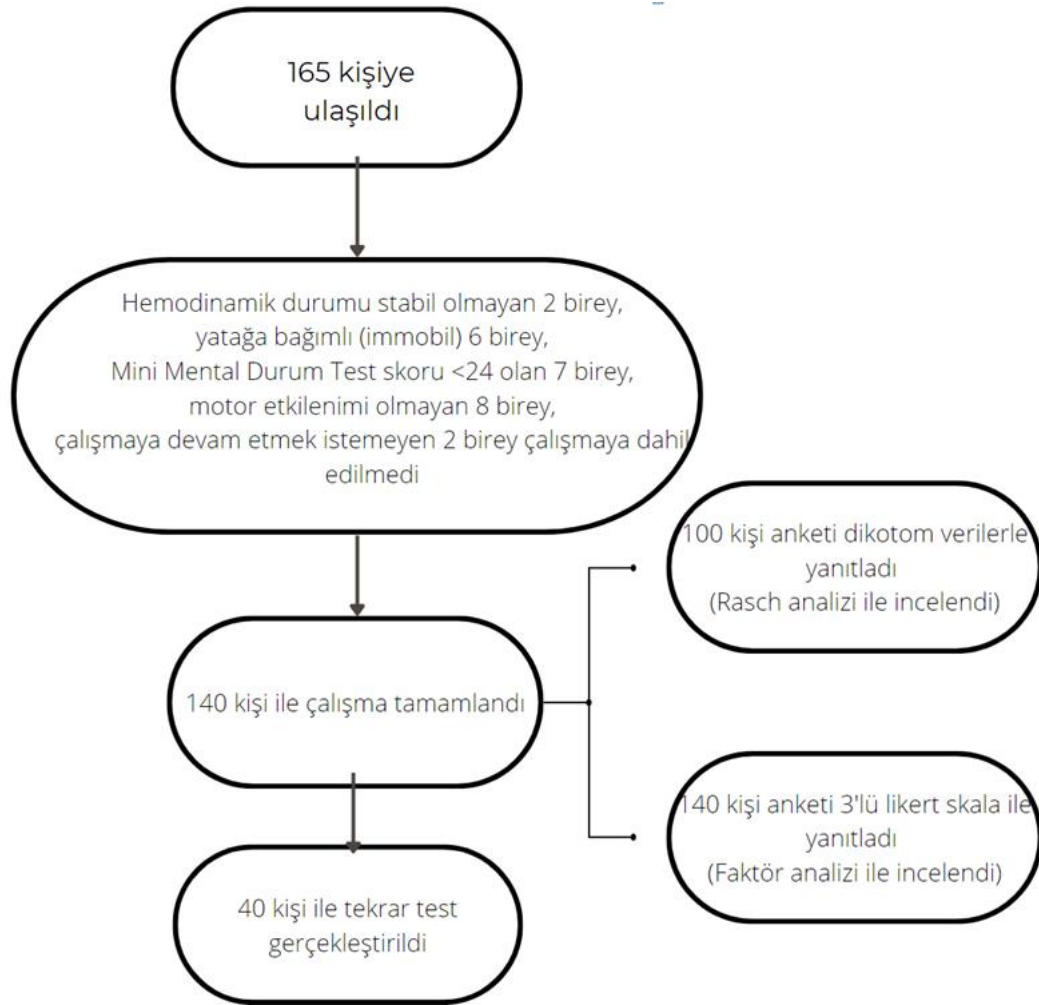 165 kişiye
ulaşıldı
Hemodinamik durumu stabil olmayan 2 birey,
yatağa bağımlı (immobil) 6 birey,
Mini Mental Durum Test skoru <24 olan 7 birey,
motor etkilenimi olmayan 8 birey,
çalışmaya devam etmek istemeyen 2 birey çalışmaya dahil
edilmedi
100 kişi anketi dikotom verilerle
yanıtladı
(Rasch analizi ile incelendi)
140 kişi ile çalışma tamamlandı
140 kişi anketi 3'lü likert skala ile
yanıtladı
(Faktör analizi ile incelendi)
40 kişi ile tekrar test
gerçekleştirildi